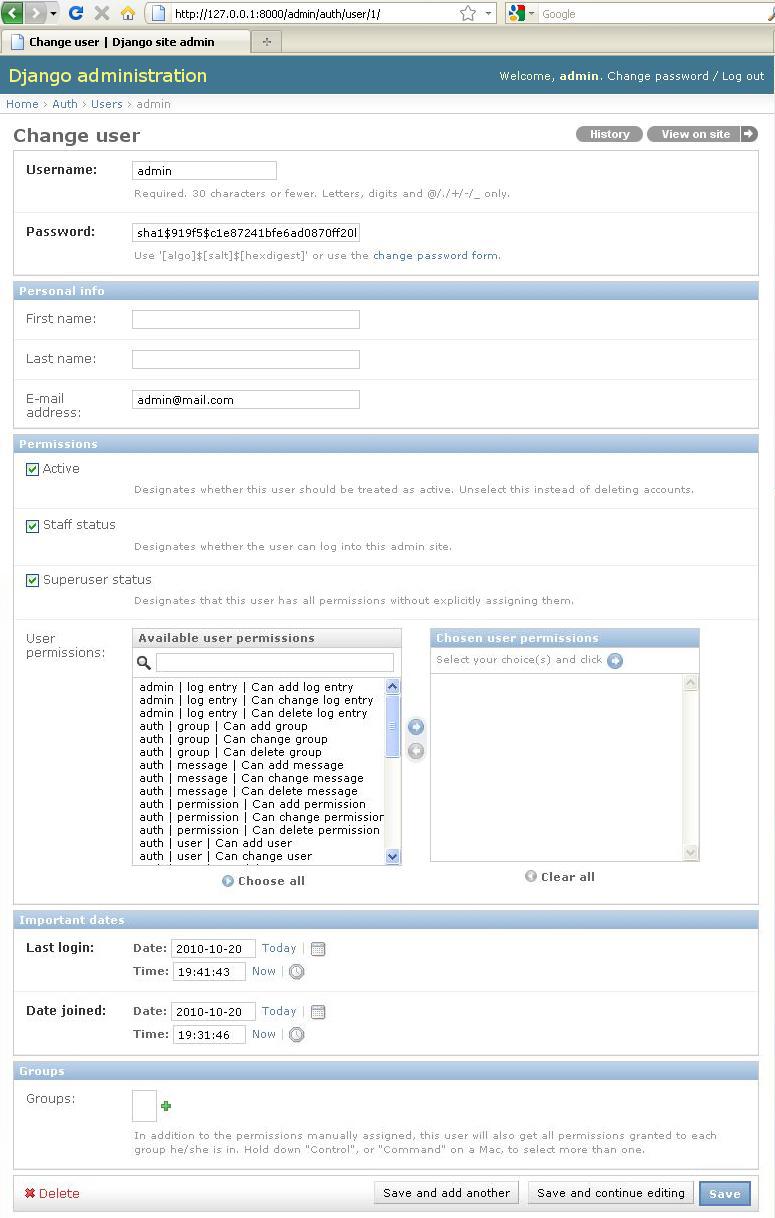 http://127.0.0.1:8000/admin/auth/user/1/
Google
Change user | Django site admin
Django administration
Welcome, admin. Change password / Log out
Home › Auth › Users › admin
Change user
History
View on site
Username:
admin
Required. 30 characters or fewer. Letters, digits and @/./+/-/_ only.
Password:
sha1$919f5$c1e87241bfe6ad0870ff20
Use '[algo]$[salt]$[hexdigest]' or use the change password form.
Personal info
First name:
Last name:
E-mail
address:
admin@mail.com
Permissions
Active
Designates whether this user should be treated as active. Unselect this instead of deleting accounts.
Staff status
Designates whether the user can log into this admin site.
Superuser status
Designates that this user has all permissions without explicitly assigning them.
User
permissions:
Available user permissions
admin | log entry | Can add log entry
admin | log entry | Can change log entry
admin | log entry | Can delete log entry
auth | group | Can add group
auth | group | Can change group
auth | group | Can delete group
auth | message | Can add message
auth | message | Can change message
auth | message | Can delete message
auth | permission | Can add permission
auth | permission | Can change permission
auth | permission | Can delete permission
auth | user | Can add user
auth | user | Can change user
Choose all
Chosen user permissions
Select your choice(s) and click
Clear all
Important dates
Last login:
Date: 2010-10-20 Today |
Time: 19:41:43 Now |
Date joined:
Date: 2010-10-20 Today |
Time: 19:31:46 Now |
Groups
Groups:
In addition to the permissions manually assigned, this user will also get all permissions granted to each
group he/she is in. Hold down "Control", or "Command" on a Mac, to select more than one.
Delete
Save and add another
Save and continue editing
Save